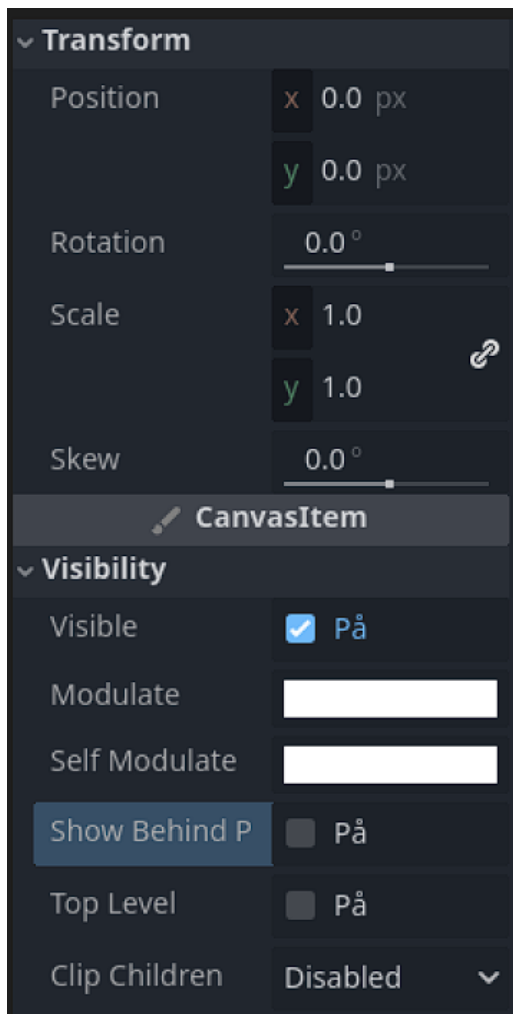 Transform
Position x 0.0 px
y 0.0 px
Rotation 0.0 °
Scale x 1.0
y 1.0
Skew 0.0 °
CanvasItem
Visibility
Visible På
Modulate
Self Modulate
Show Behind P På
Top Level På
Clip Children Disabled